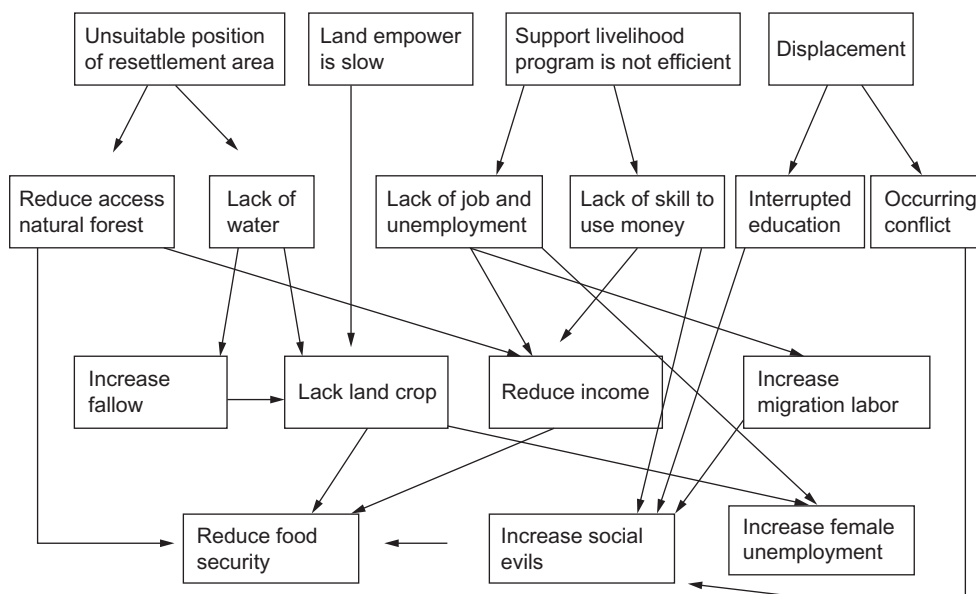 Unsuitable position
of resettlement area
Land empower
is slow
Support livelihood
program is not efficient
Displacement
Reduce access
natural forest
Lack of
water
Lack of job and
unemployment
Lack of skill to
use money
Interrupted
education
Occurring
conflict
Increase
fallow
Lack land crop
Reduce income
Increase
migration labor
Reduce food
security
Increase social
evils
Increase female
unemployment